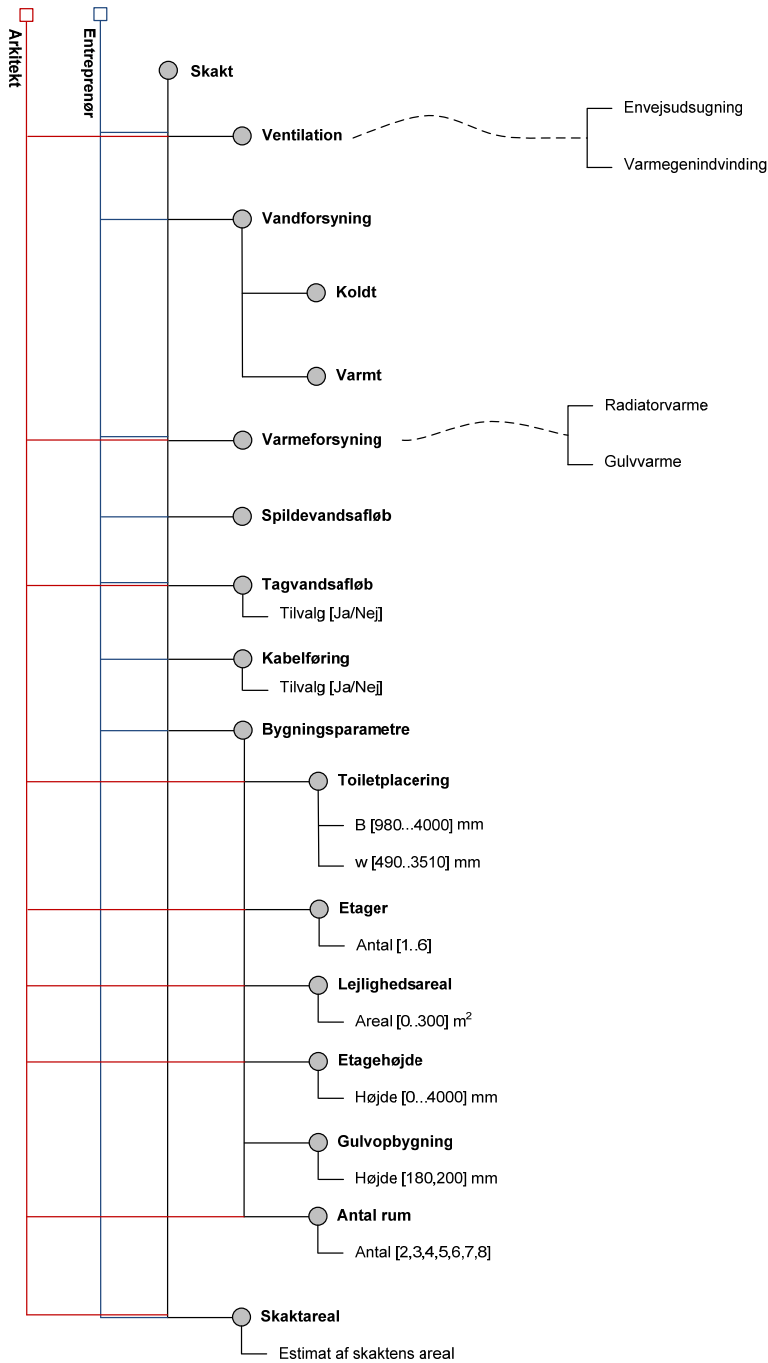 Arkitekt
Entreprenør
Skakt
Ventilation
Envejsudsugning
Varmegenindvinding
Vandforsyning
Koldt
Varmt
Varmeforsyning
Radiatorvarme
Gulvvarme
Spildevandsafløb
Tagvandsafløb
Tilvalg [Ja/Nej]
Kabelføring
Tilvalg [Ja/Nej]
Bygningsparametre
Toiletplacering
B [980...4000] mm
w [490..3510] mm
Etager
Antal [1..6]
Lejlighedsareal
Areal [0..300] m²
Etagehøjde
Højde [0...4000] mm
Gulvopbygning
Højde [180,200] mm
Antal rum
Antal [2,3,4,5,6,7,8]
Skaktareal
Estimat af skaktens areal